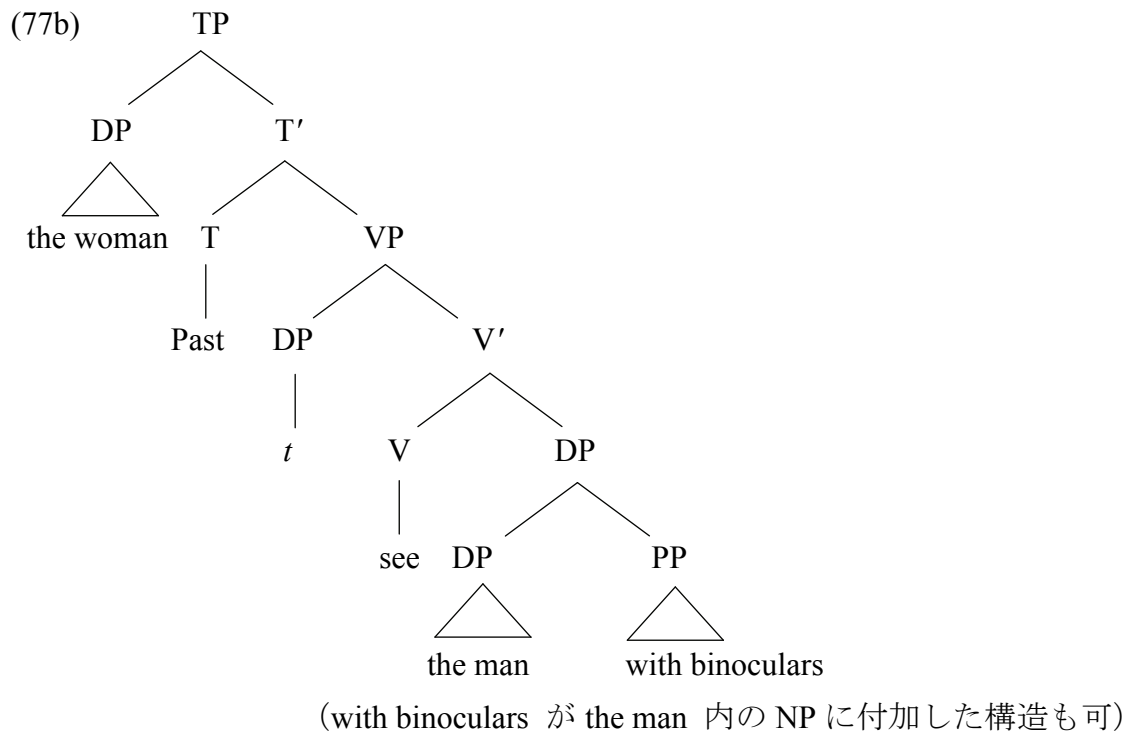 (77b) TP
DP T′
the woman T VP
Past DP V′
t V DP
see DP PP
the man with binoculars
（with binoculars が the man 内の NP に付加した構造も可）